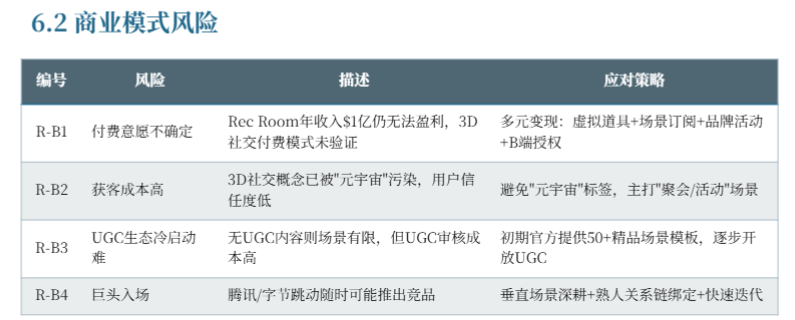 6.2 商业模式风险
编号 风险 描述 应对策略
R-B1 付费意愿不确定 Rec Room年收入$1亿仍无法盈利，3D社交付费模式未验证 多元变现：虚拟道具+场景订阅+品牌活动+B端授权
R-B2 获客成本高 3D社交概念已被"元宇宙"污染，用户信任度低 避免"元宇宙"标签，主打"聚会/活动"场景
R-B3 UGC生态冷启动难 无UGC内容则场景有限，但UGC审核成本高 初期官方提供50+精品场景模板，逐步开放UGC
R-B4 巨头入场 腾讯/字节跳动随时可能推出竞品 垂直场景深耕+熟人关系链绑定+快速迭代